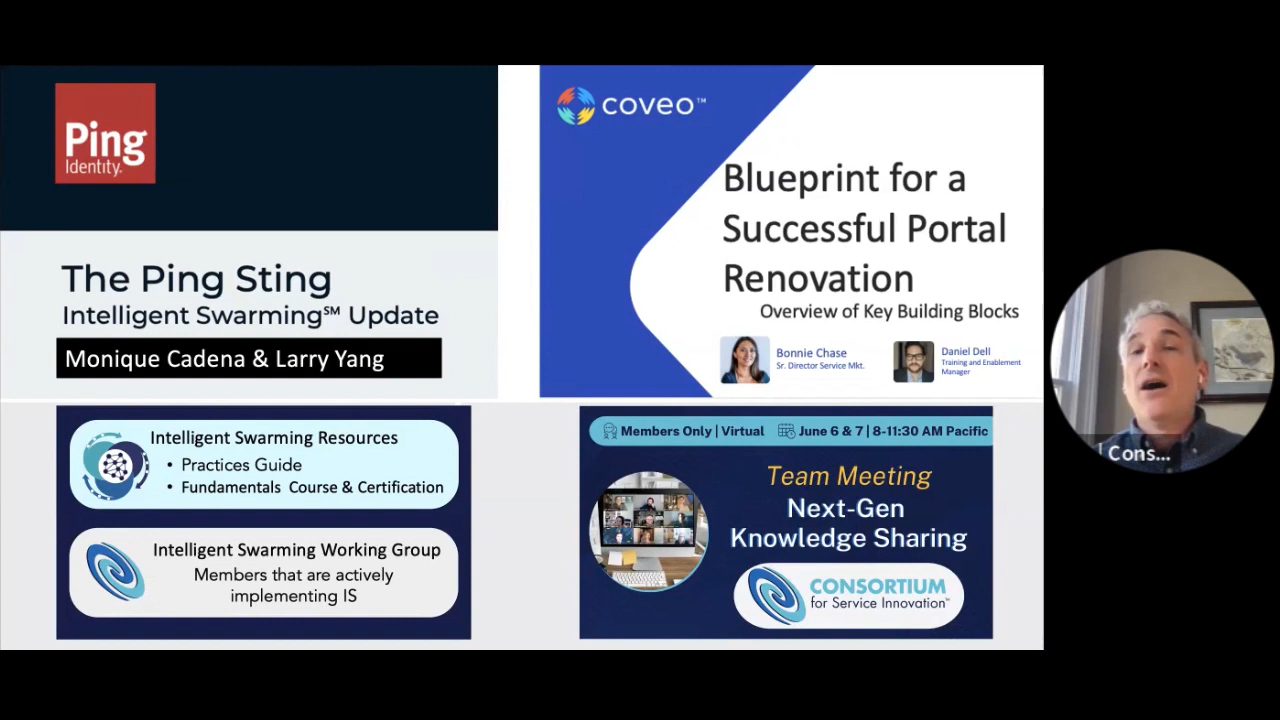 Ping
Identity.
The Ping Sting
Intelligent Swarming℠ Update
Monique Cadena & Larry Yang
coveo™
Blueprint for a
Successful Portal
Renovation
Overview of Key Building Blocks
Bonnie Chase
Sr. Director Service Mkt.
Daniel Dell
Training and Enablement
Manager
Intelligent Swarming Resources
• Practices Guide
• Fundamentals Course & Certification
Intelligent Swarming Working Group
Members that are actively
implementing IS
Members Only | Virtual
June 6 & 7 | 8-11:30 AM Pacific
Team Meeting
Next-Gen
Knowledge Sharing
CONSORTIUM
for Service Innovation™
Cons...